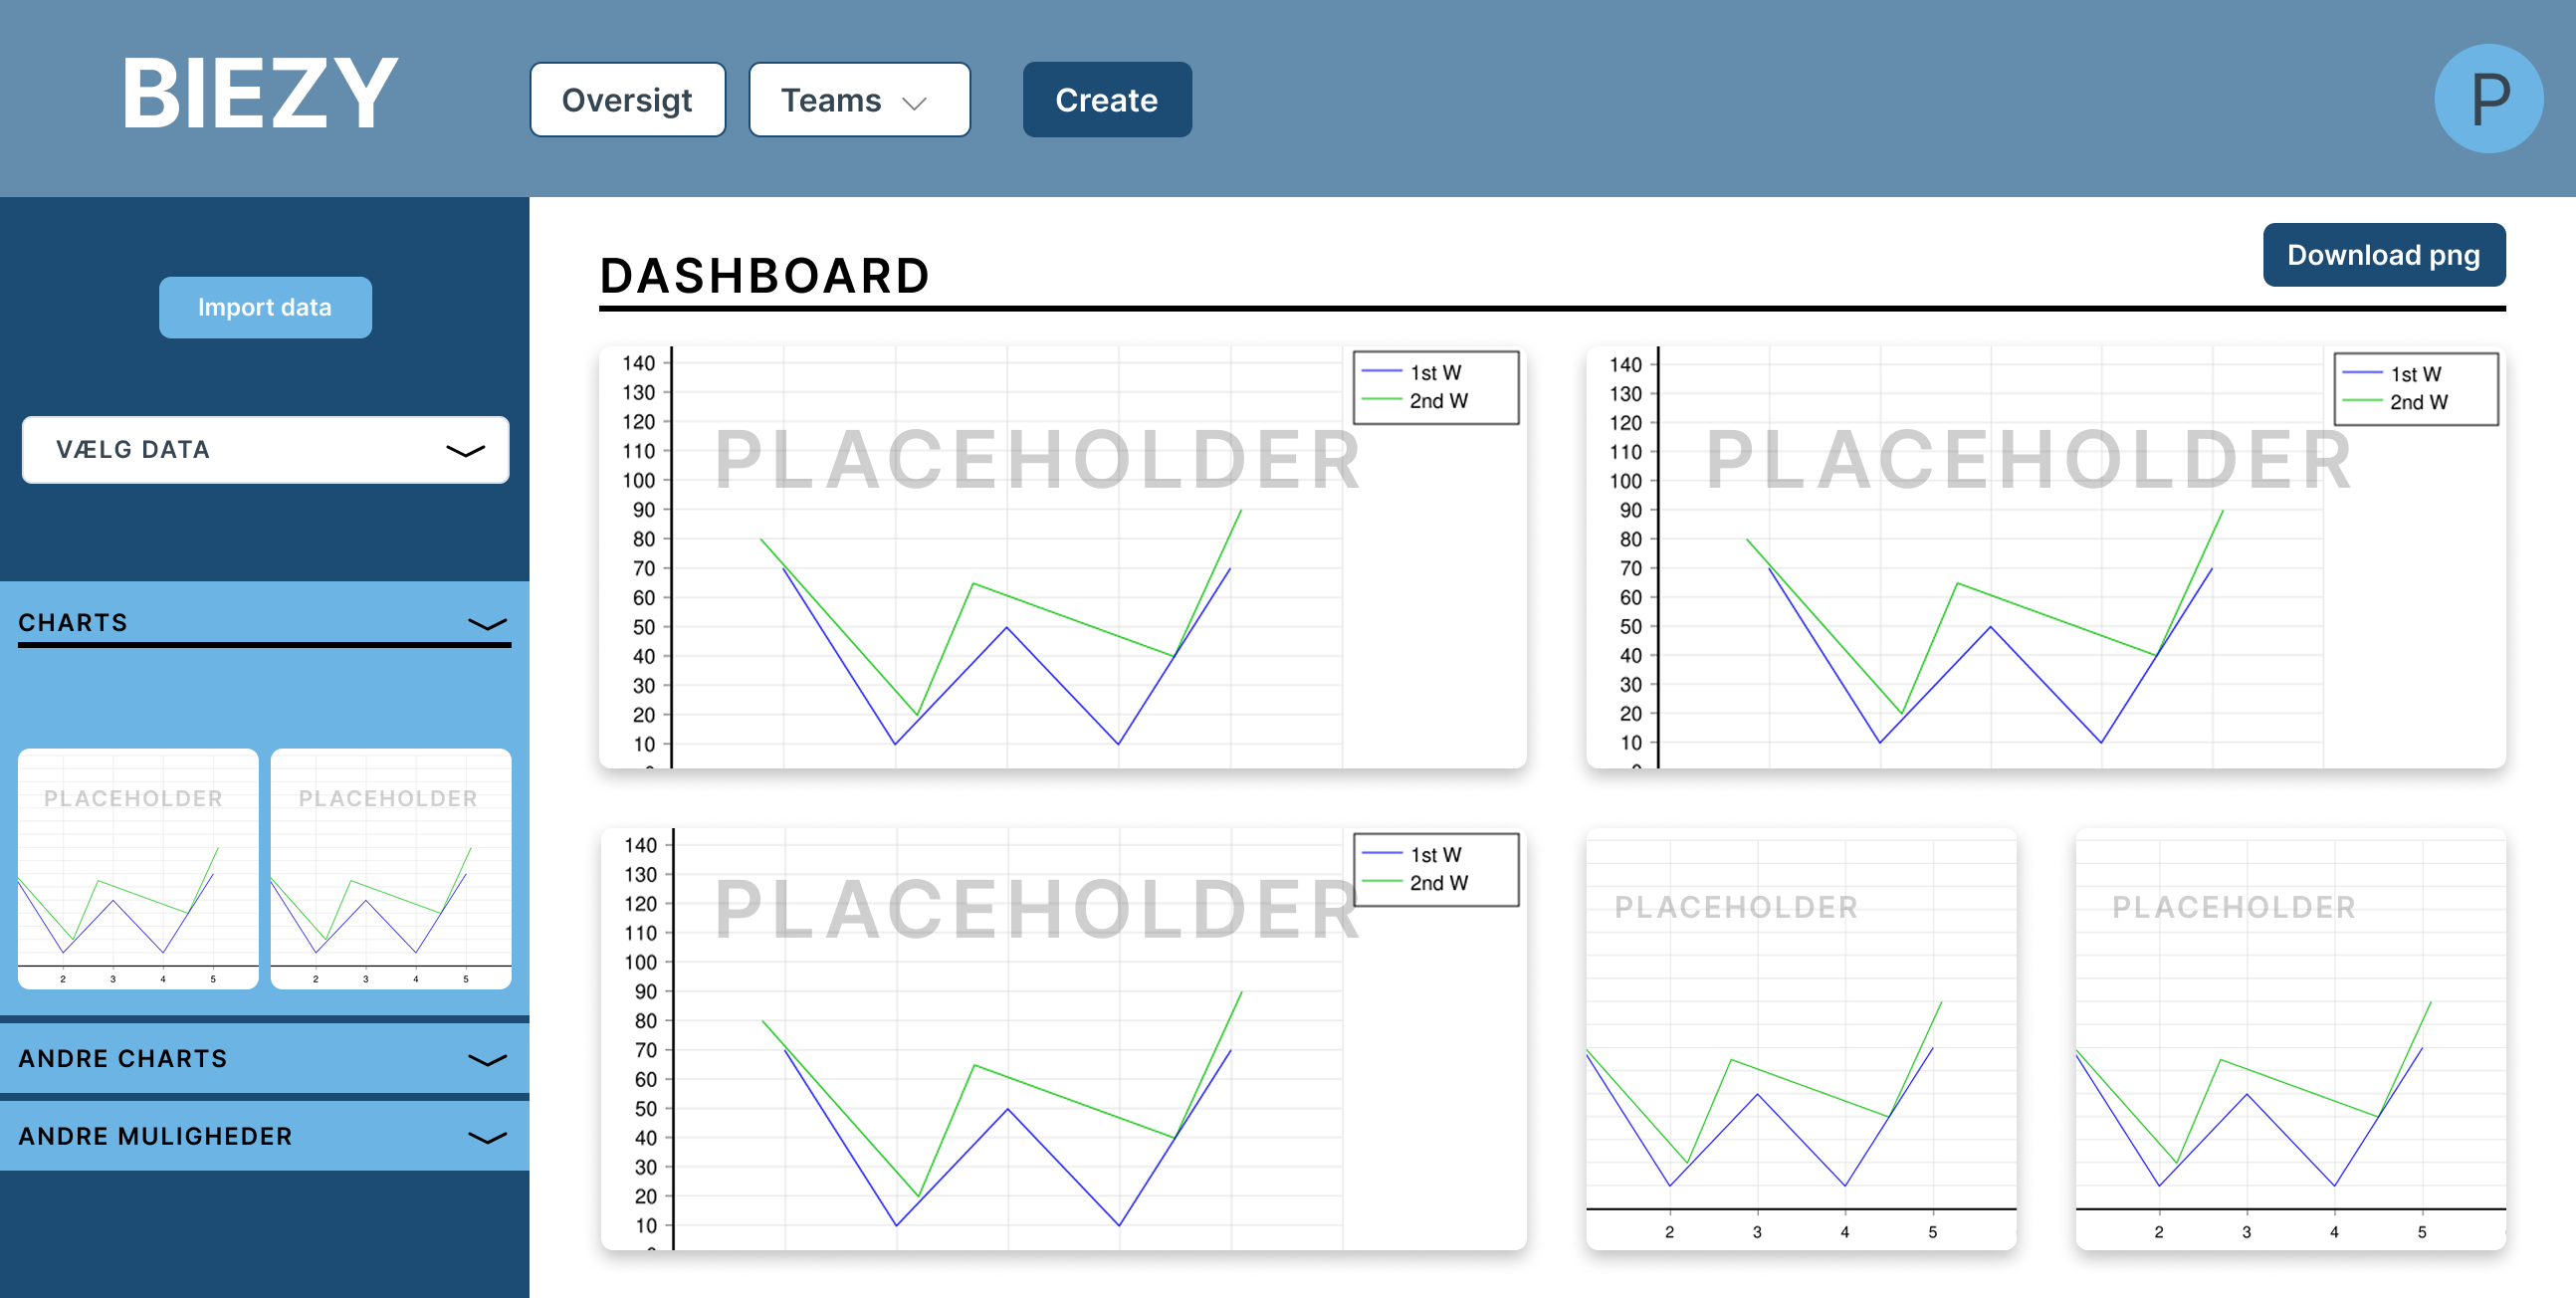 BIEZY
Oversigt
Teams
Create
P
Import data
VÆLG DATA
CHARTS
PLACEHOLDER
2 3 4 5
PLACEHOLDER
2 3 4 5
ANDRE CHARTS
ANDRE MULIGHEDER
DASHBOARD
Download png
PLACEHOLDER
140
130
120
110
100
90
80
70
60
50
40
30
20
10
1st W
2nd W
PLACEHOLDER
140
130
120
110
100
90
80
70
60
50
40
30
20
10
1st W
2nd W
PLACEHOLDER
140
130
120
110
100
90
80
70
60
50
40
30
20
10
1st W
2nd W
PLACEHOLDER
2 3 4 5
PLACEHOLDER
2 3 4 5